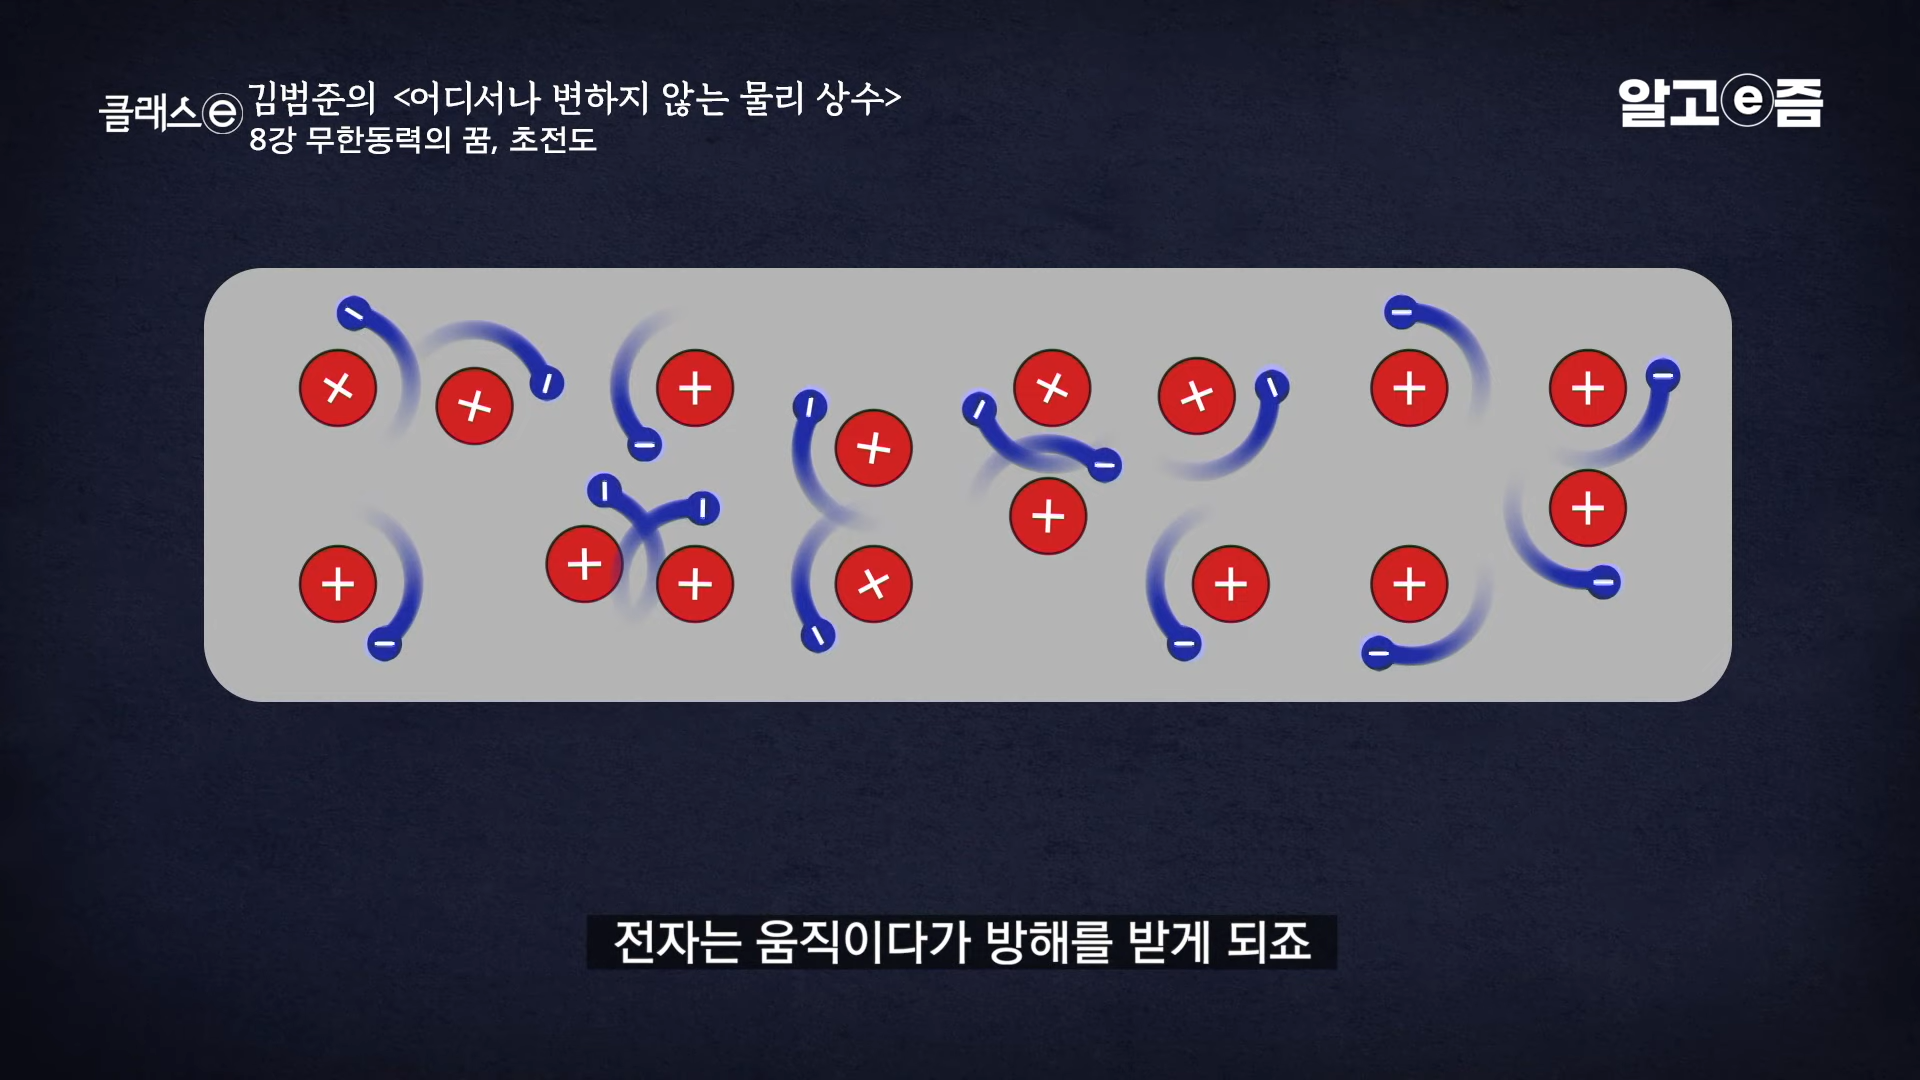 클래스e 김범준의 <어디서나 변하지 않는 물리 상수>
8강 무한동력의 꿈, 초전도
알고e즘
전자는 움직이다가 방해를 받게 되죠